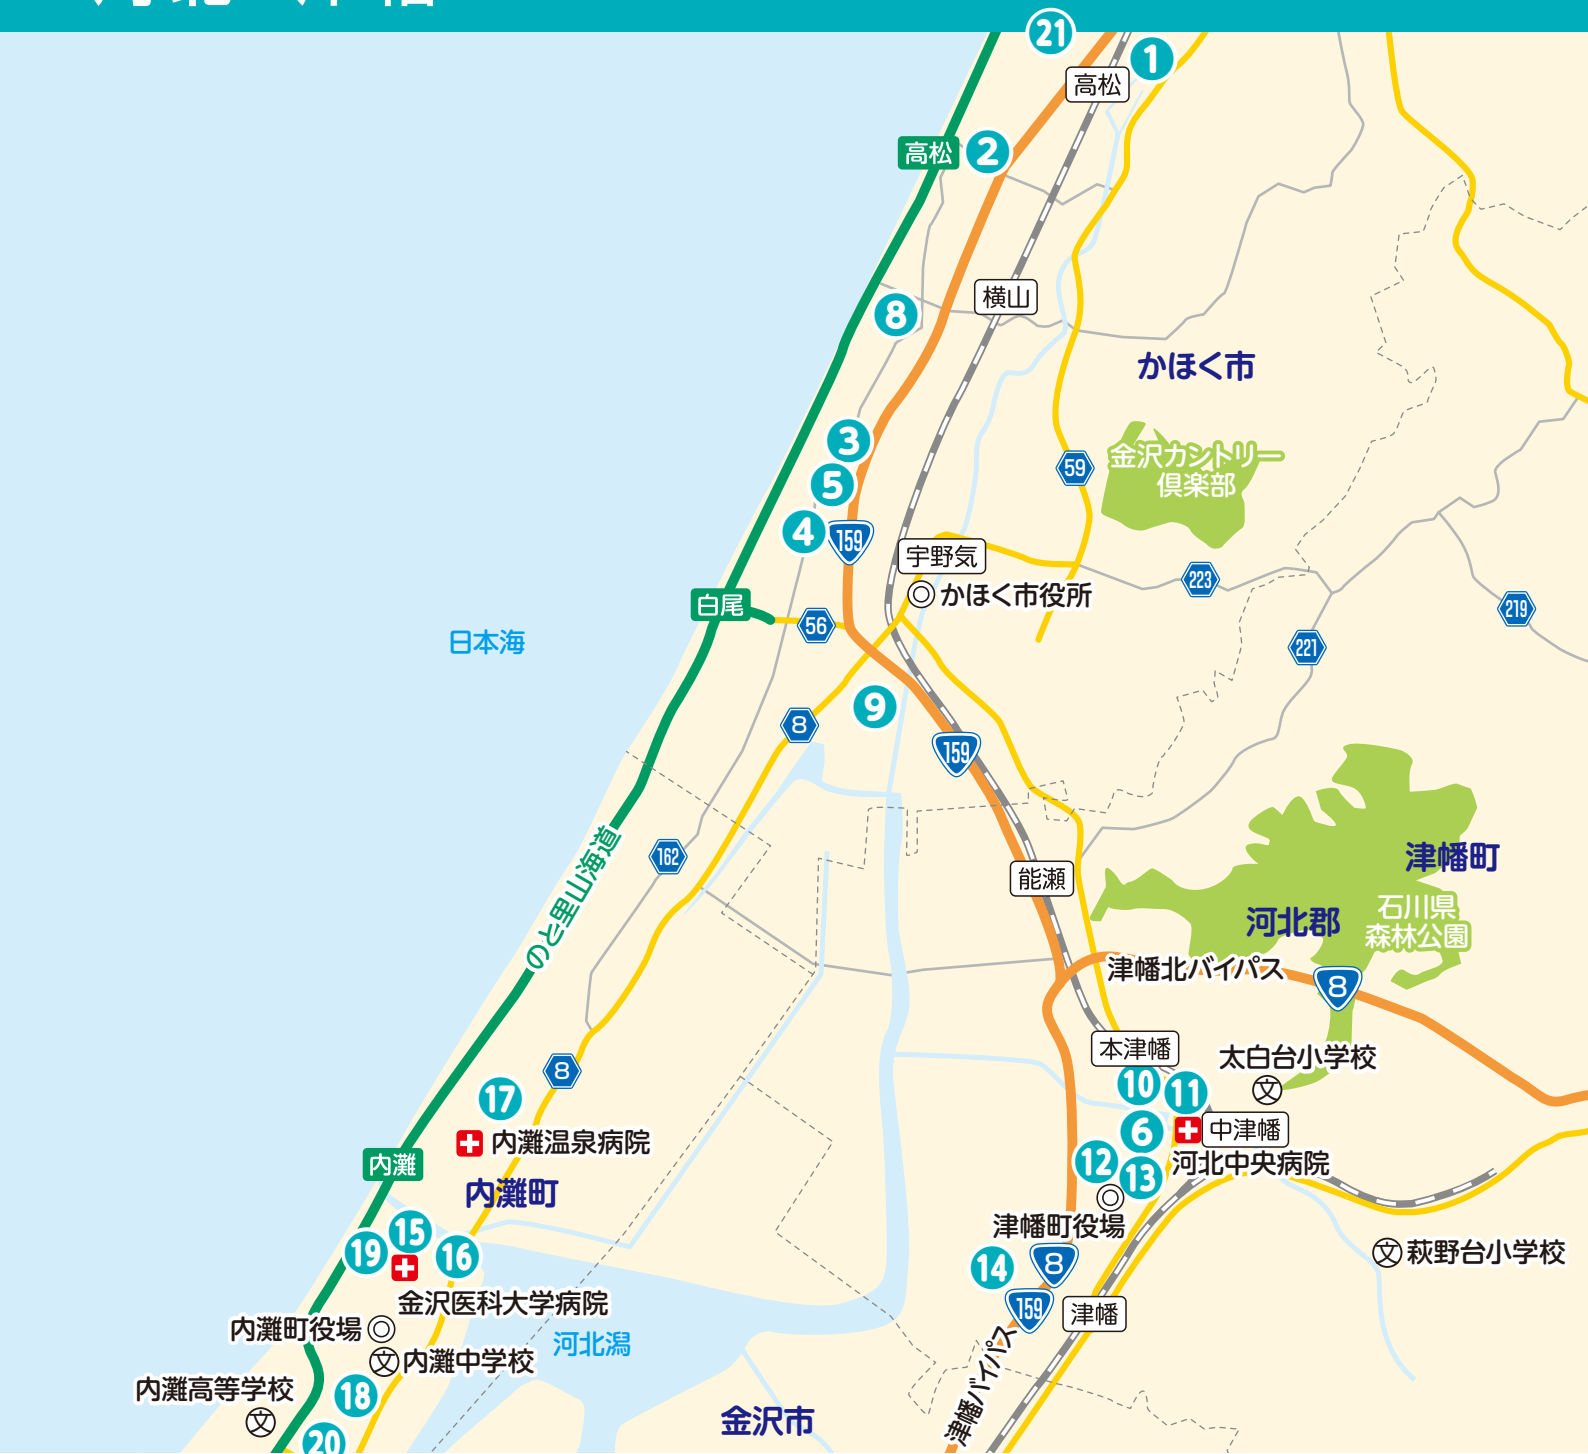 21
1
高松
高松
2
横山
8
かほく市
3
金沢カントリー
倶楽部
59
5
4
159
宇野気
かほく市役所
223
白尾
56
219
日本海
221
9
8
159
のと里山海道
162
能瀬
津幡町
石川県
森林公園
河北郡
津幡北バイパス
8
本津幡
太白台小学校
文
8
17
10
11
内灘温泉病院
6
中津幡
内灘
12
13
河北中央病院
内灘町
15
19
16
津幡町役場
14
8
文
萩野台小学校
金沢医科大学病院
159
津幡
内灘町役場
河北潟
文
内灘中学校
津幡バイパス
内灘高等学校
文
18
金沢市
20